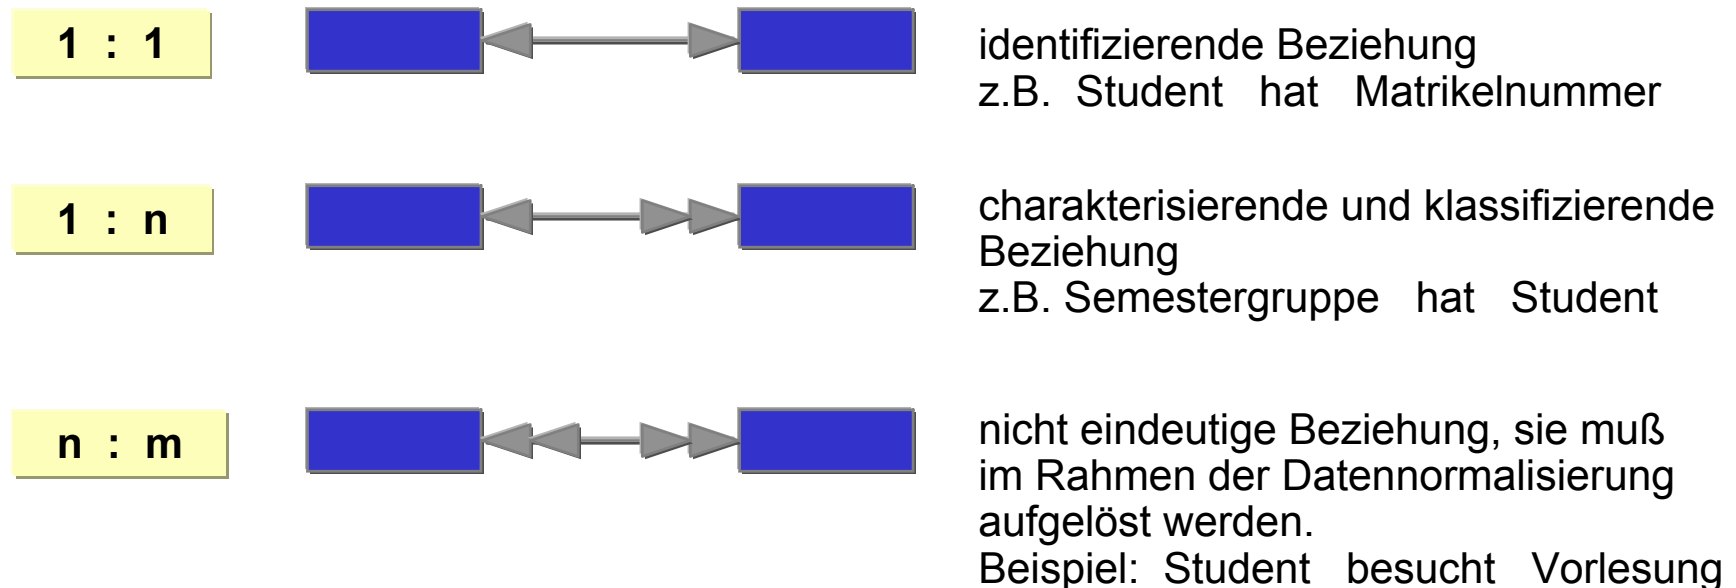 1 : 1
identifizierende Beziehung
z.B. Student hat Matrikelnummer
1 : n
charakterisierende und klassifizierende
Beziehung
z.B. Semestergruppe hat Student
n : m
nicht eindeutige Beziehung, sie muß
im Rahmen der Datennormalisierung
aufgelöst werden.
Beispiel: Student besucht Vorlesung